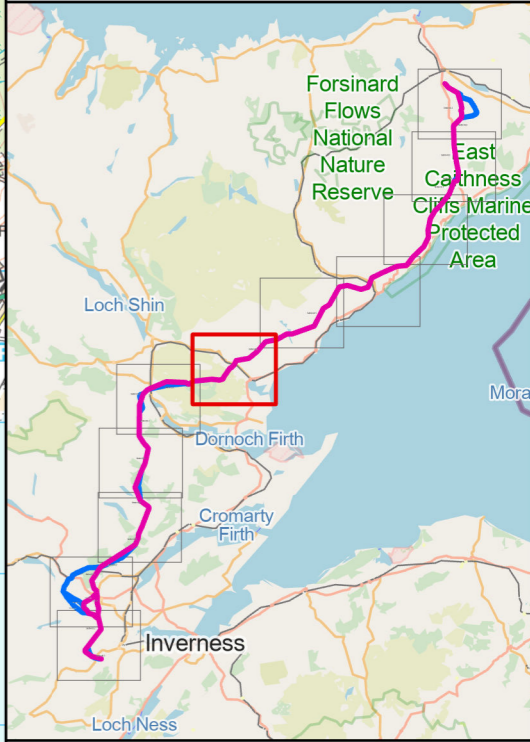 Forsinard
Flows
National
Nature
Reserve
East
Caithness
Cliffs Marine
Protected
Area
Loch Shin
Mora
Dornoch Firth
Cromarty
Firth
Inverness
Loch Ness